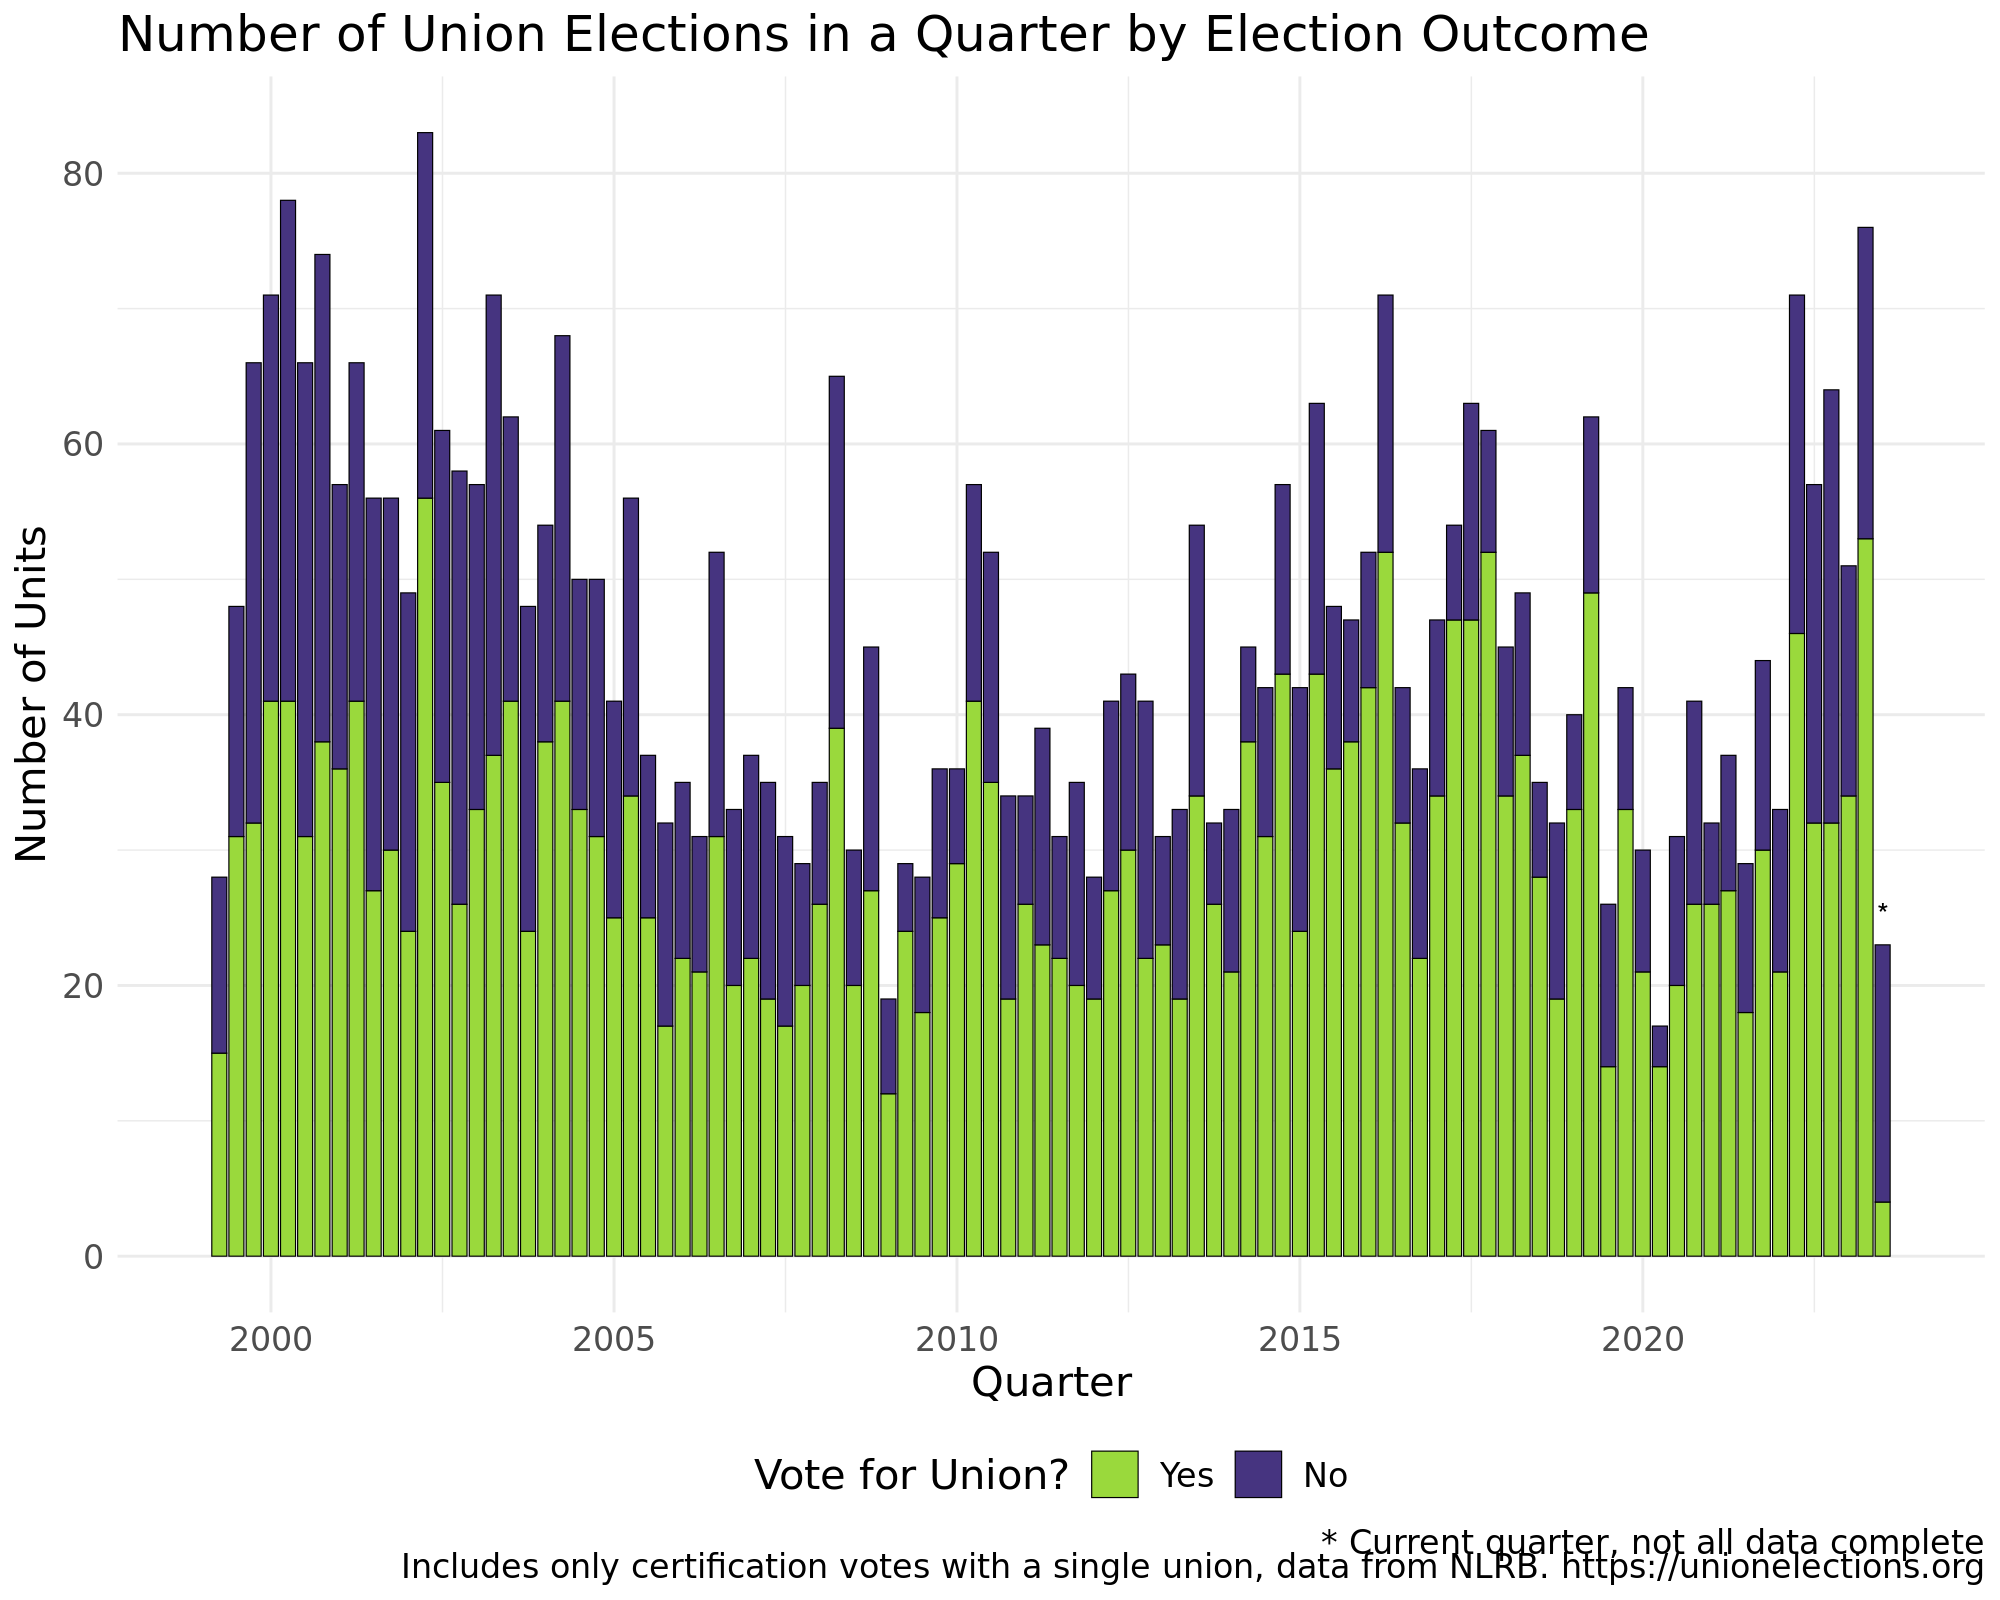 Number of Union Elections in a Quarter by Election Outcome
Number of Units
80
60
40
20
0
*
2000 2005 2010 2015 2020
Quarter
Vote for Union? Yes No
* Current quarter, not all data complete
Includes only certification votes with a single union, data from NLRB. https://unionelections.org